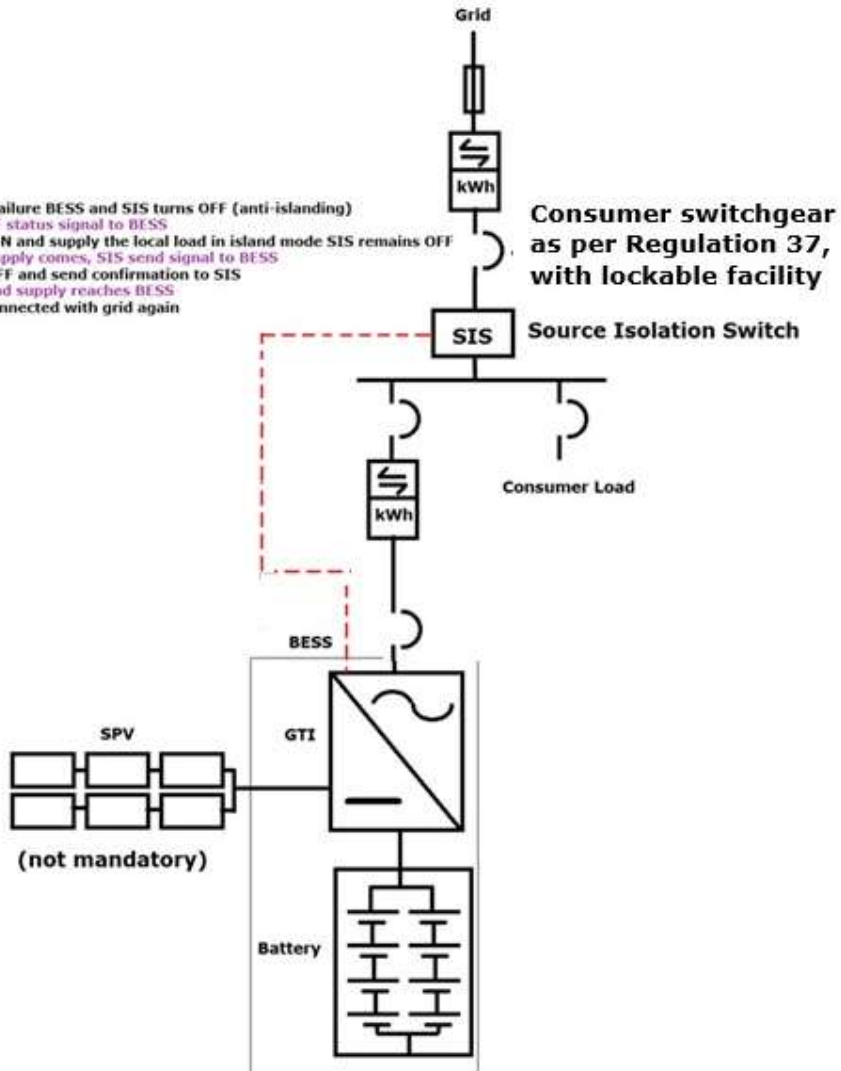 Grid
kWh
ailure BESS and SIS turns OFF (anti-islanding)
status signal to BESS
N and supply the local load in island mode SIS remains OFF
pply comes, SIS send signal to BESS
FF and send confirmation to SIS
d supply reaches BESS
nnected with grid again
Consumer switchgear
as per Regulation 37,
with lockable facility
SIS
Source Isolation Switch
kWh
Consumer Load
BESS
SPV
GTI
(not mandatory)
Battery